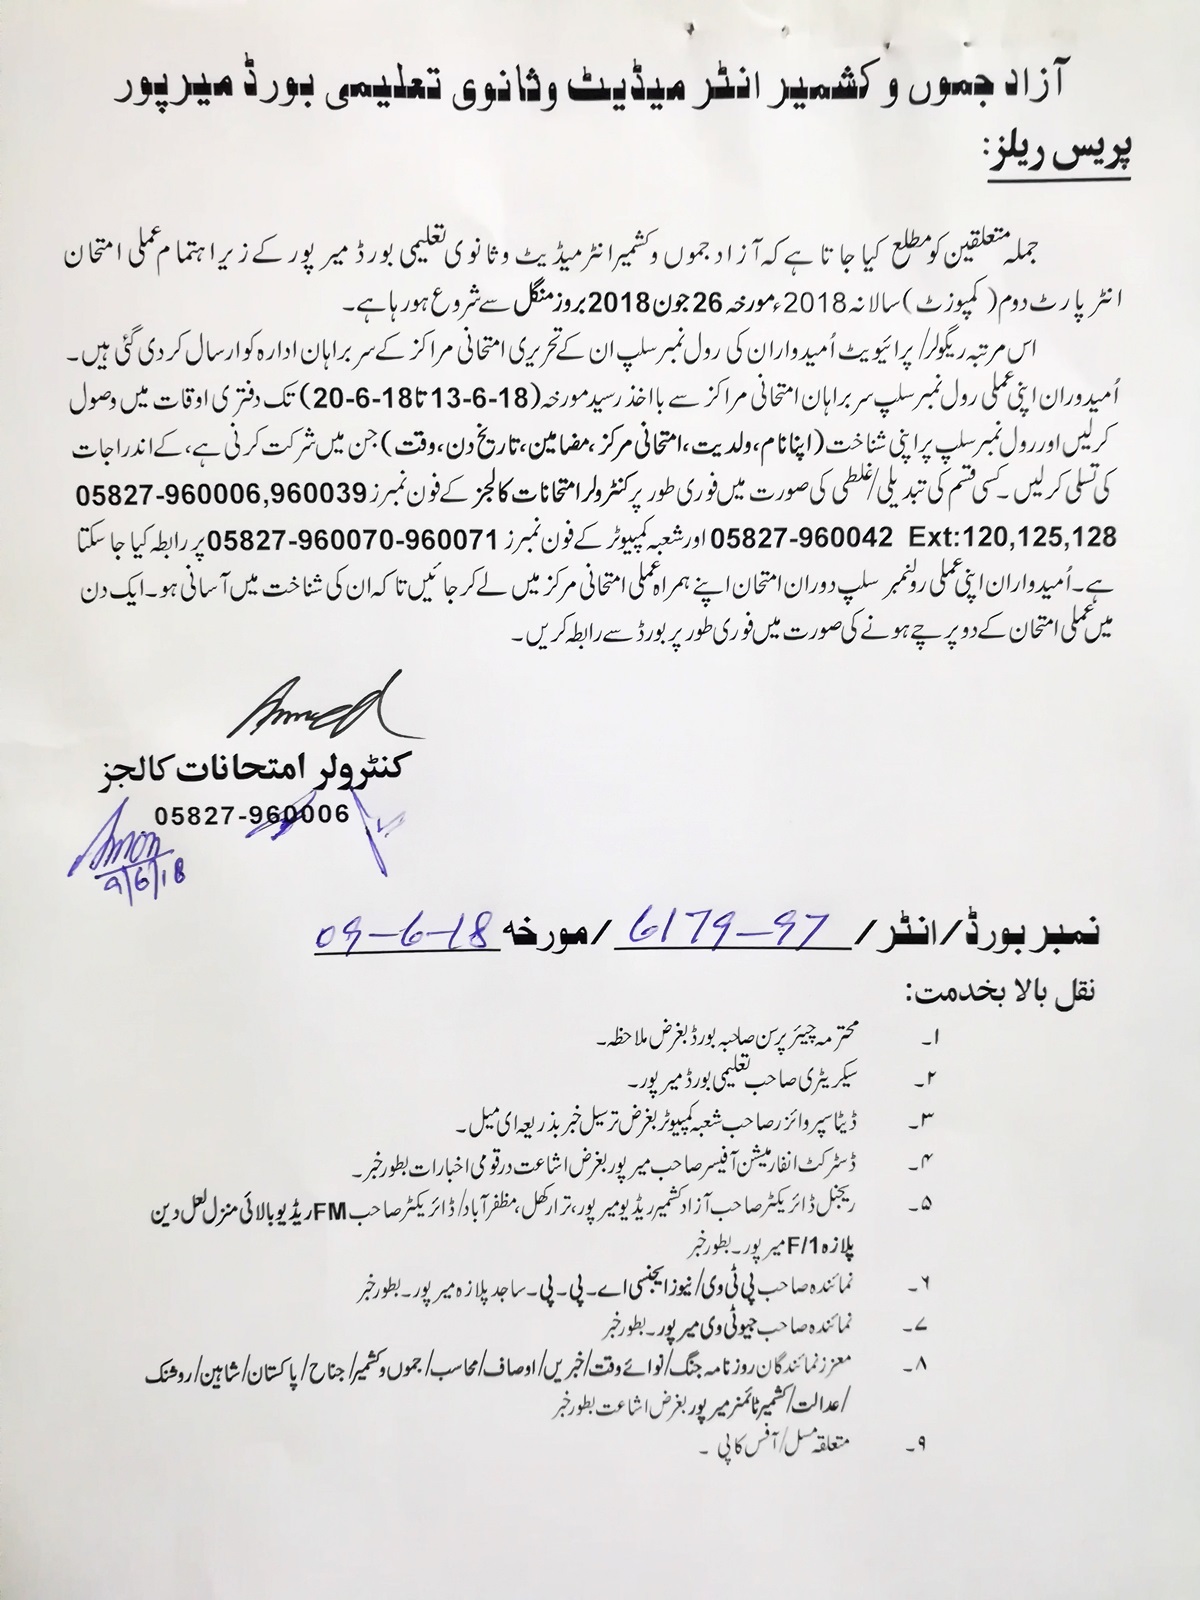 آزاد جموں و کشمیر انٹر میڈیٹ وثانوی تعلیمی بورڈ میرپور
پریس ریلز:
جملہ متعلقین کو مطلع کیا جاتا ہے کہ آزاد جموں و کشمیر انٹرمیڈیٹ و ثانوی تعلیمی بورڈ میرپور کے زیر اہتمام عملی امتحان
انٹر پارٹ دوم (کمپوزٹ) سالانہ 2018ء مورخہ 26 جون 2018 بروز منگل سے شروع ہو رہا ہے۔
اس مرتبہ ریگولر/پرائیویٹ اُمیدواران کی رول نمبر سلپ ان کے تحریری امتحانی مراکز کے سربراہان ادارہ کو ارسال کر دی گئی ہیں۔
اُمیدوران اپنی عملی رول نمبر سلپ سربراہان امتحانی مراکز سے بااخذ رسید مورخہ (13-6-18 تا 20-6-18) تک دفتری اوقات میں وصول
کرلیں اور رول نمبر سلپ پر اپنی شناخت (اپنا نام، ولدیت، امتحانی مرکز، مضامین، تاریخ دن، وقت) جن میں شرکت کرنی ہے، کے اندراجات
کی تسلی کرلیں۔ کسی قسم کی تبدیلی/غلطی کی صورت میں فوری طور پر کنٹرولر امتحانات کالجز کے فون نمبرز 05827-960006,960039
05827-960042 Ext:120,125,128 اور شعبہ کمپیوٹر کے فون نمبرز 05827-960070-960071 پر رابطہ کیا جا سکتا
ہے۔ اُمیدواران اپنی عملی رولنمبر سلپ دوران امتحان اپنے ہمراہ عملی امتحانی مرکز میں لے کر جائیں تاکہ ان کی شناخت میں آسانی ہو۔ ایک دن
میں عملی امتحان کے دو پرچے ہونے کی صورت میں فوری طور پر بورڈ سے رابطہ کریں۔
کنٹرولر امتحانات کالجز
05827-960006
9/6/18
نمبر بورڈ/انٹر/ 6179-97 /مورخہ 09-6-18
نقل بالا بخدمت:
۱۔ محترمہ چیئر پرسن صاحبہ بورڈ بغرض ملاحظہ۔
۲۔ سیکریٹری صاحب تعلیمی بورڈ میرپور۔
۳۔ ڈیٹا سپروائزر صاحب شعبہ کمپیوٹر بغرض ترسیل خبر بذریعہ ای میل۔
۴۔ ڈسٹرکٹ انفارمیشن آفیسر صاحب میرپور بغرض اشاعت در قومی اخبارات بطور خبر۔
۵۔ ریجنل ڈائریکٹر صاحب آزاد کشمیر ریڈیو میرپور، تراڑکھل، مظفرآباد/ڈائریکٹر صاحب FM ریڈیو بالائی منزل لعل دین
پلازہ F/1 میرپور۔ بطور خبر
۶۔ نمائندہ صاحب پی ٹی وی/نیوز ایجنسی اے۔پی۔پی۔ ساجد پلازہ میرپور۔ بطور خبر
۷۔ نمائندہ صاحب جیو ٹی وی میرپور۔ بطور خبر
۸۔ معزز نمائندگان روزنامہ جنگ/نوائے وقت/خبریں/اوصاف/محاسب/جموں وکشمیر/جناح/پاکستان/شاہین/روشنک
/عدالت/کشمیر ٹائمنز میرپور بغرض اشاعت بطور خبر
۹۔ متعلقہ مسل/آفس کاپی ۔